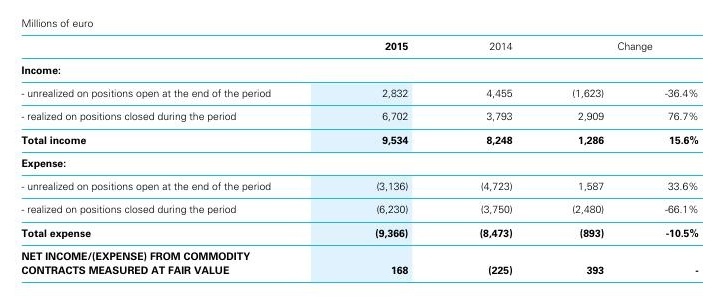 Millions of euro
2015 2014 Change
Income:
- unrealized on positions open at the end of the period 2,832 4,455 (1,623) -36.4%
- realized on positions closed during the period 6,702 3,793 2,909 76.7%
Total income 9,534 8,248 1,286 15.6%
Expense:
- unrealized on positions open at the end of the period (3,136) (4,723) 1,587 33.6%
- realized on positions closed during the period (6,230) (3,750) (2,480) -66.1%
Total expense (9,366) (8,473) (893) -10.5%
NET INCOME/(EXPENSE) FROM COMMODITY
CONTRACTS MEASURED AT FAIR VALUE 168 (225) 393 -